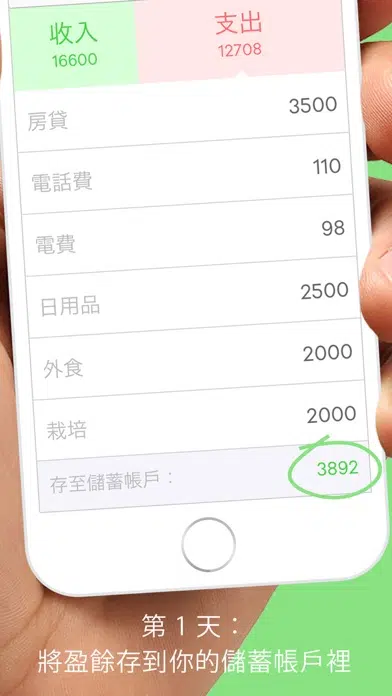 收入
16600
支出
12708
房貸 3500
電話費 110
電費 98
日用品 2500
外食 2000
栽培 2000
存至儲蓄帳戶： 3892
第 1 天：
將盈餘存到你的儲蓄帳戶裡